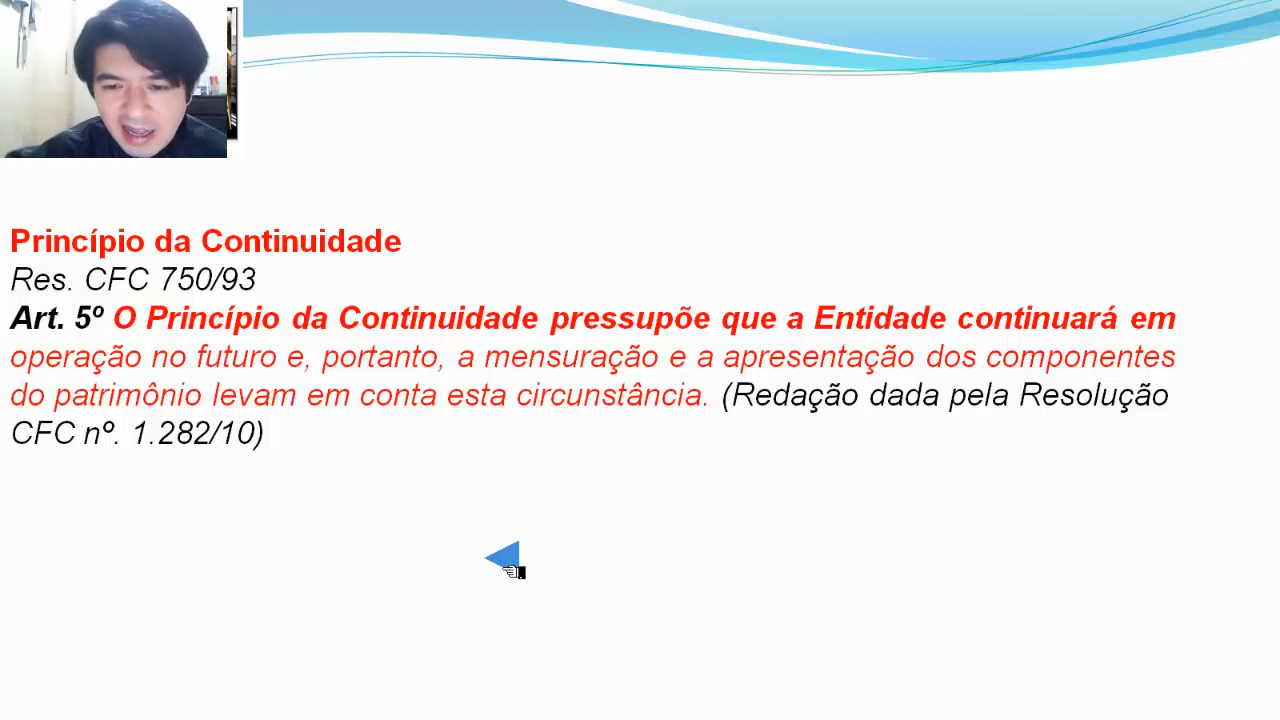 Princípio da Continuidade
Res. CFC 750/93
Art. 5º O Princípio da Continuidade pressupõe que a Entidade continuará em
operação no futuro e, portanto, a mensuração e a apresentação dos componentes
do patrimônio levam em conta esta circunstância. (Redação dada pela Resolução
CFC nº. 1.282/10)